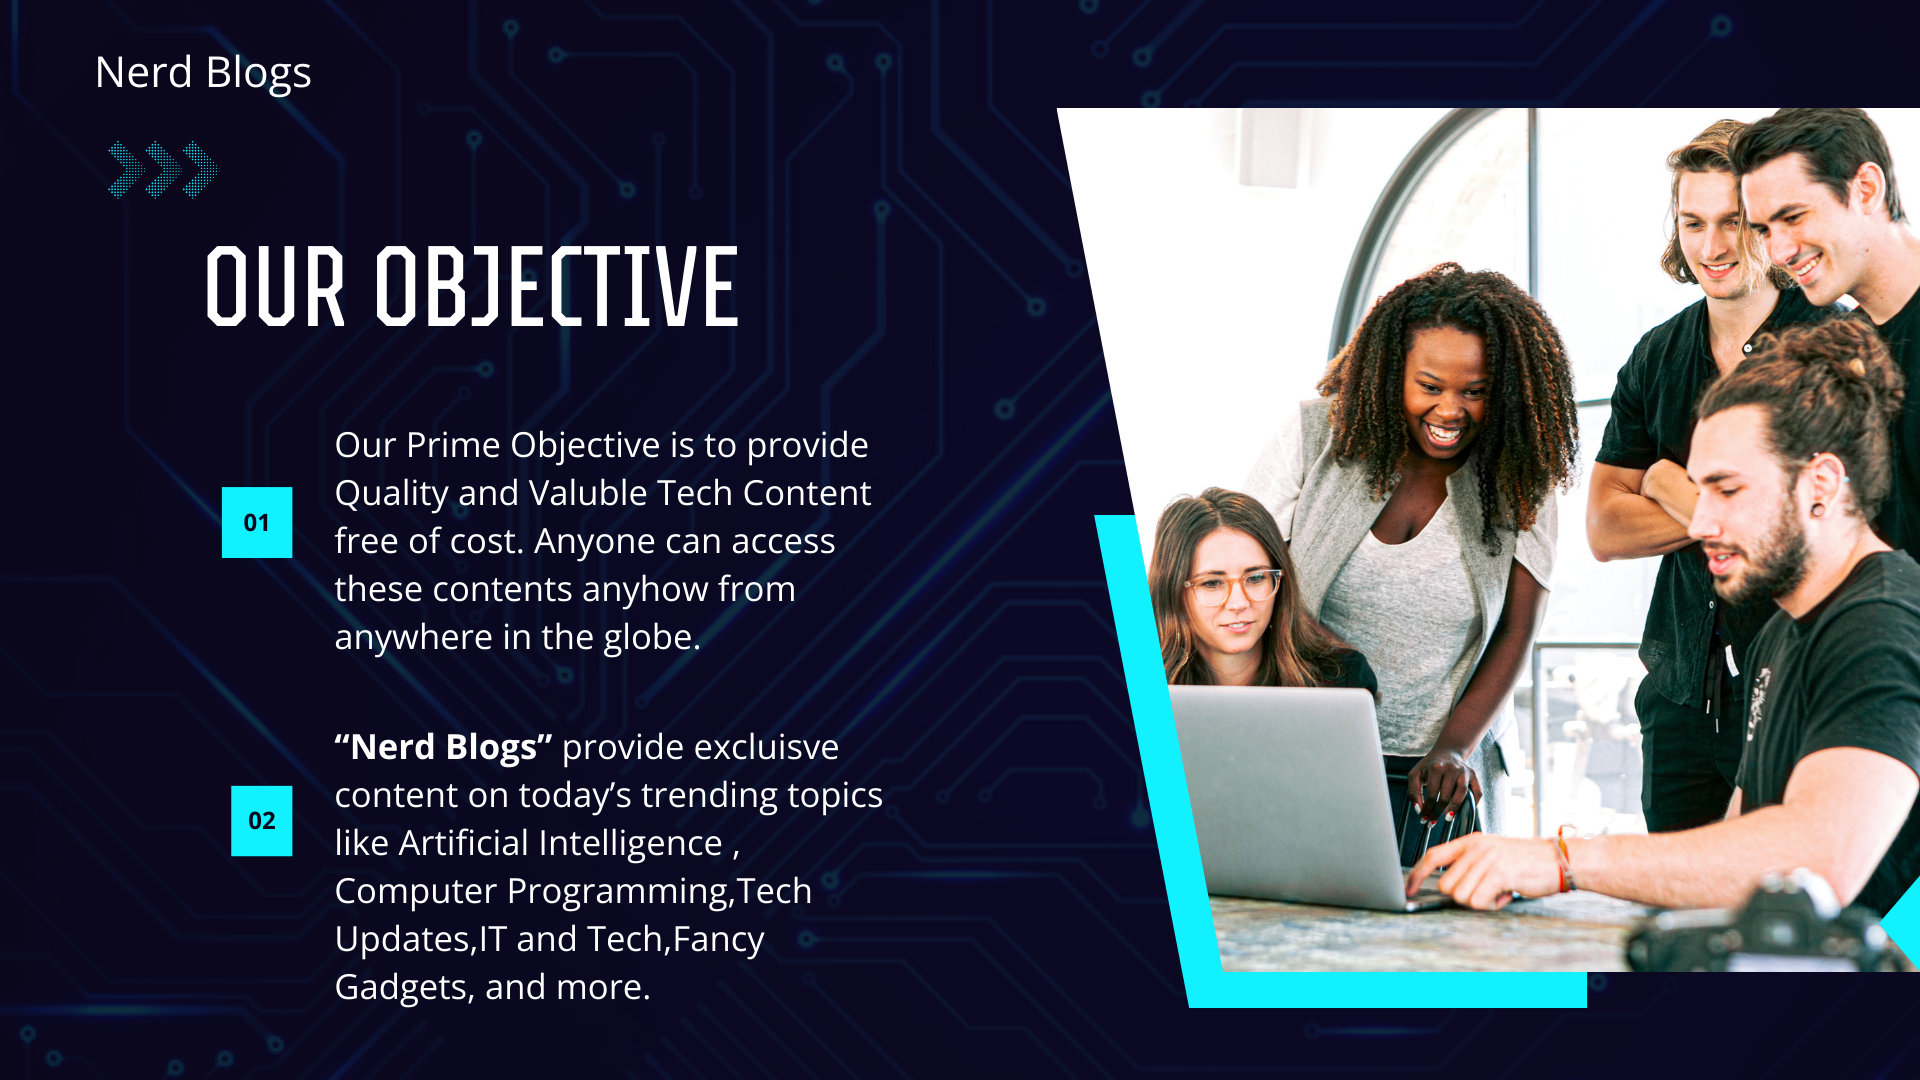 Nerd Blogs
OUR OBJECTIVE
01
Our Prime Objective is to provide
Quality and Valuble Tech Content
free of cost. Anyone can access
these contents anyhow from
anywhere in the globe.
02
“Nerd Blogs” provide excluisve
content on today’s trending topics
like Artificial Intelligence ,
Computer Programming,Tech
Updates,IT and Tech,Fancy
Gadgets, and more.